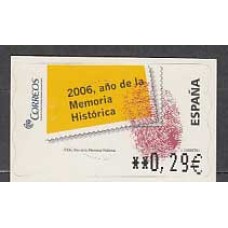 CORREOS
2006, año de la
Memoria
Histórica
ESPAÑA
**0,29€